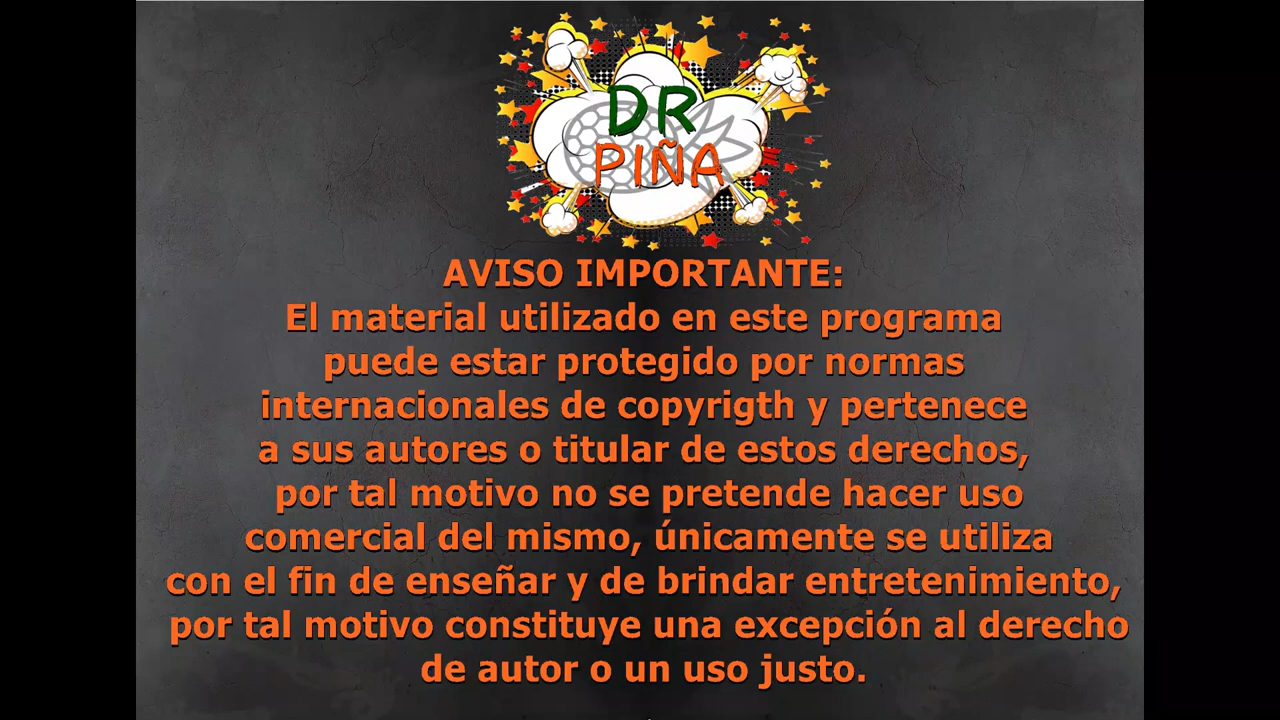 DR
PIÑA
AVISO IMPORTANTE:
El material utilizado en este programa
puede estar protegido por normas
internacionales de copyrigth y pertenece
a sus autores o titular de estos derechos,
por tal motivo no se pretende hacer uso
comercial del mismo, únicamente se utiliza
con el fin de enseñar y de brindar entretenimiento,
por tal motivo constituye una excepción al derecho
de autor o un uso justo.